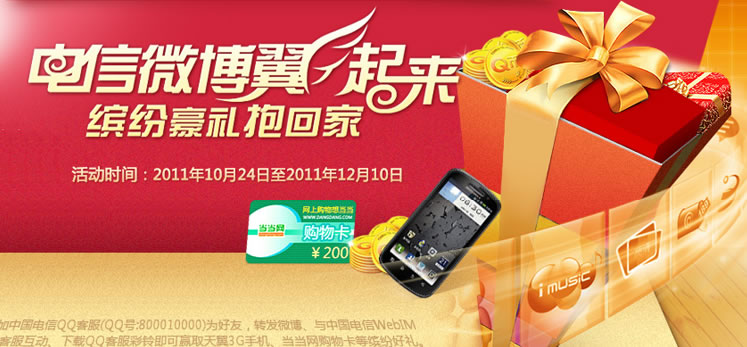 电信微博翼起来
缤纷豪礼抱回家
活动时间：2011年10月24日至2011年12月10日
网上购物想当当
WWW.DANGDANG.COM
当当网
购物卡
￥200
08:30
i MUSiC
加中国电信QQ客服(QQ号:800010000)为好友，转发微博、与中国电信WebIM
客服互动、下载QQ客服彩铃即可赢取天翼3G手机、当当网购物卡等缤纷好礼。